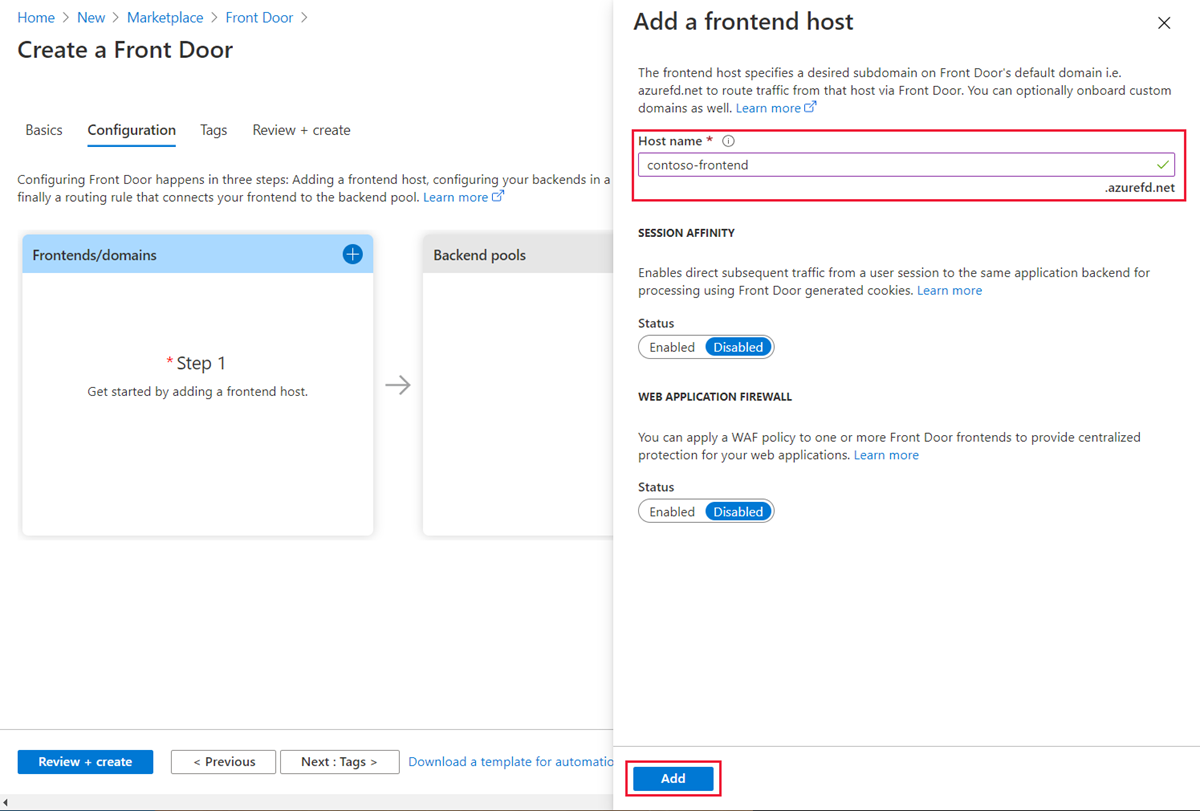 Home > New > Marketplace > Front Door >
Create a Front Door
Basics Configuration Tags Review + create
Configuring Front Door happens in three steps: Adding a frontend host, configuring your backends in a
finally a routing rule that connects your frontend to the backend pool. Learn more
Frontends/domains
* Step 1
Get started by adding a frontend host.
Backend pools
Review + create
< Previous
Next : Tags >
Download a template for automatio
Add a frontend host
The frontend host specifies a desired subdomain on Front Door's default domain i.e.
azurefd.net to route traffic from that host via Front Door. You can optionally onboard custom
domains as well. Learn more
Host name *
contoso-frontend
.azurefd.net
SESSION AFFINITY
Enables direct subsequent traffic from a user session to the same application backend for
processing using Front Door generated cookies. Learn more
Status
Enabled Disabled
WEB APPLICATION FIREWALL
You can apply a WAF policy to one or more Front Door frontends to provide centralized
protection for your web applications. Learn more
Status
Enabled Disabled
Add